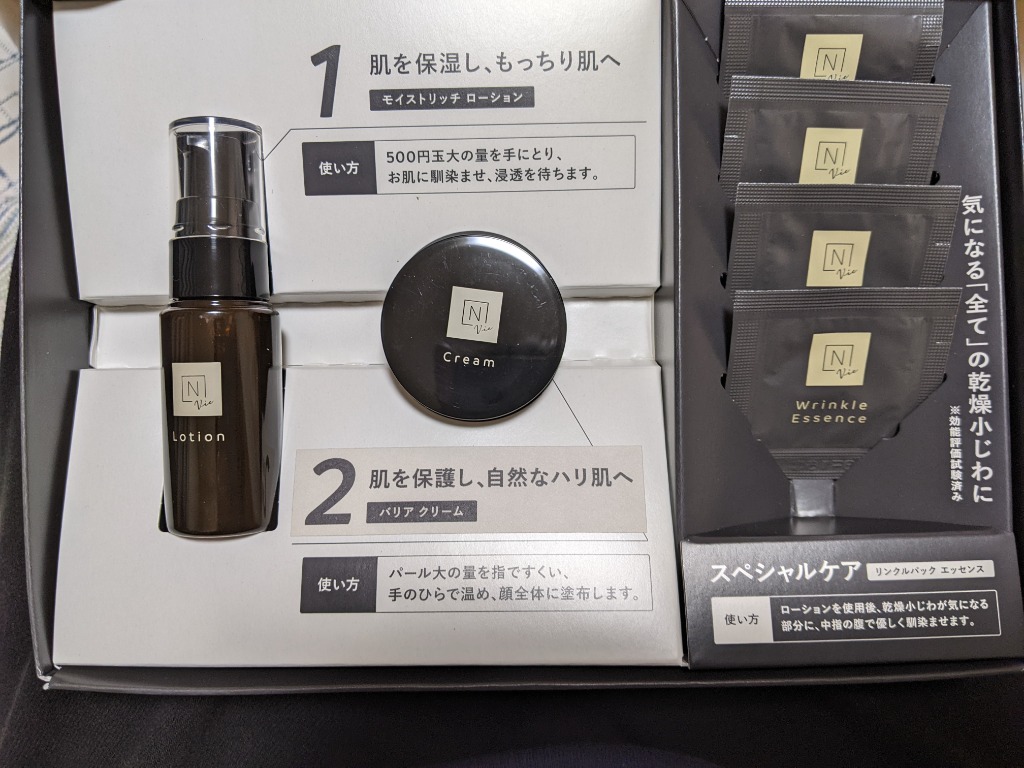 1
肌を保湿し、もっちり肌へ
モイストリッチ ローション
使い方
500円玉大の量を手にとり、
お肌に馴染ませ、浸透を待ちます。
N
Vie
Lotion
N
Vie
Cream
2
肌を保護し、自然なハリ肌へ
バリア クリーム
使い方
パール大の量を指ですくい、
手のひらで温め、顔全体に塗布します。
N
Vie
N
Vie
N
Vie
N
Vie
Wrinkle
Essence
気になる「全て」の乾燥小じわに
※効能評価試験済み
スペシャルケア
リンクルパック エッセンス
使い方
ローションを使用後、乾燥小じわが気になる
部分に、中指の腹で優しく馴染ませます。